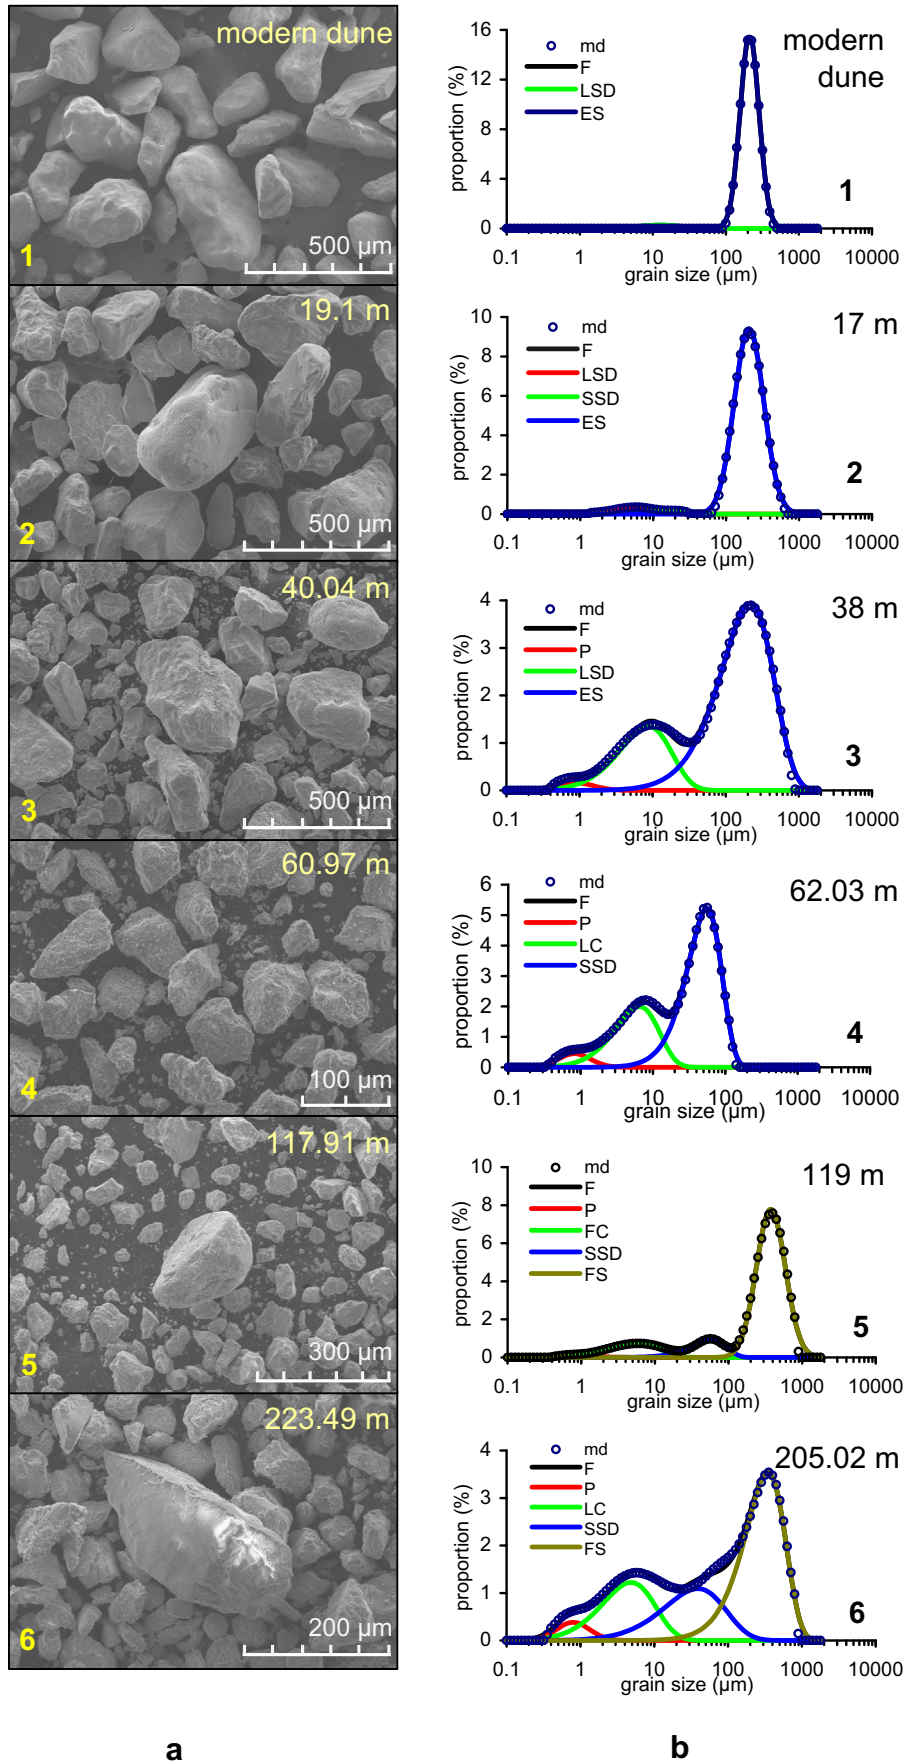 modern dune
500 µm
1
19.1 m
500 µm
2
40.04 m
500 µm
3
60.97 m
100 µm
4
117.91 m
300 µm
5
223.49 m
200 µm
6
a
modern
dune
md
F
LSD
ES
proportion (%)
16
12
8
4
0
1
0.1 1 10 100 1000 10000
grain size (µm)
17 m
md
F
LSD
SSD
ES
proportion (%)
10
8
6
4
2
0
2
0.1 1 10 100 1000 10000
grain size (µm)
38 m
md
F
P
LSD
ES
proportion (%)
4
3
2
1
0
3
0.1 1 10 100 1000 10000
grain size (µm)
62.03 m
md
F
P
LC
SSD
proportion (%)
6
5
4
3
2
1
0
4
0.1 1 10 100 1000 10000
grain size (µm)
119 m
md
F
P
FC
SSD
FS
proportion (%)
10
8
6
4
2
0
5
0.1 1 10 100 1000 10000
grain size (µm)
205.02 m
md
F
P
LC
SSD
FS
proportion (%)
4
3
2
1
0
6
0.1 1 10 100 1000 10000
grain size (µm)
b